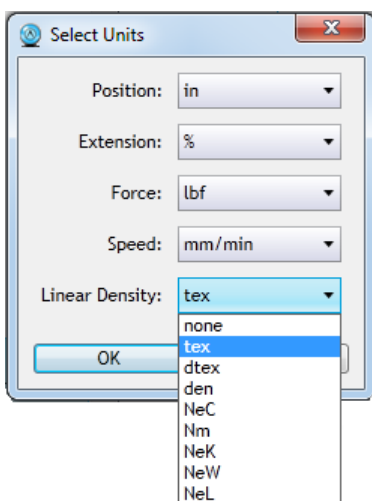 Select Units
Position: in
Extension: %
Force: lbf
Speed: mm/min
Linear Density: tex
none
tex
OK
dtex
den
NeC
Nm
NeK
NeW
NeL